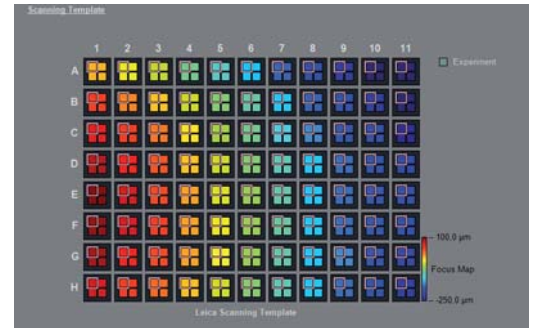 Scanning Template
1 2 3 4 5 6 7 8 9 10 11
A
Experiment
B
C
D
E
F
100,0 µm
G
Focus Map
H
-250.0 µm
Leica Scanning Template